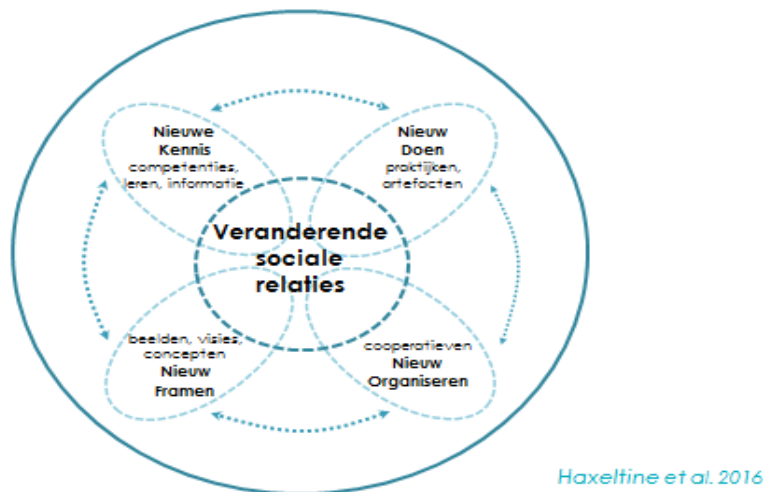 Nieuwe
Kennis
competenties,
leren, informatie
Nieuw
Doen
praktijken,
artefacten
Veranderende
sociale
relaties
beelden, visies,
concepten
Nieuw
Framen
cooperatieven
Nieuw
Organiseren
Haxeltine et al. 2016